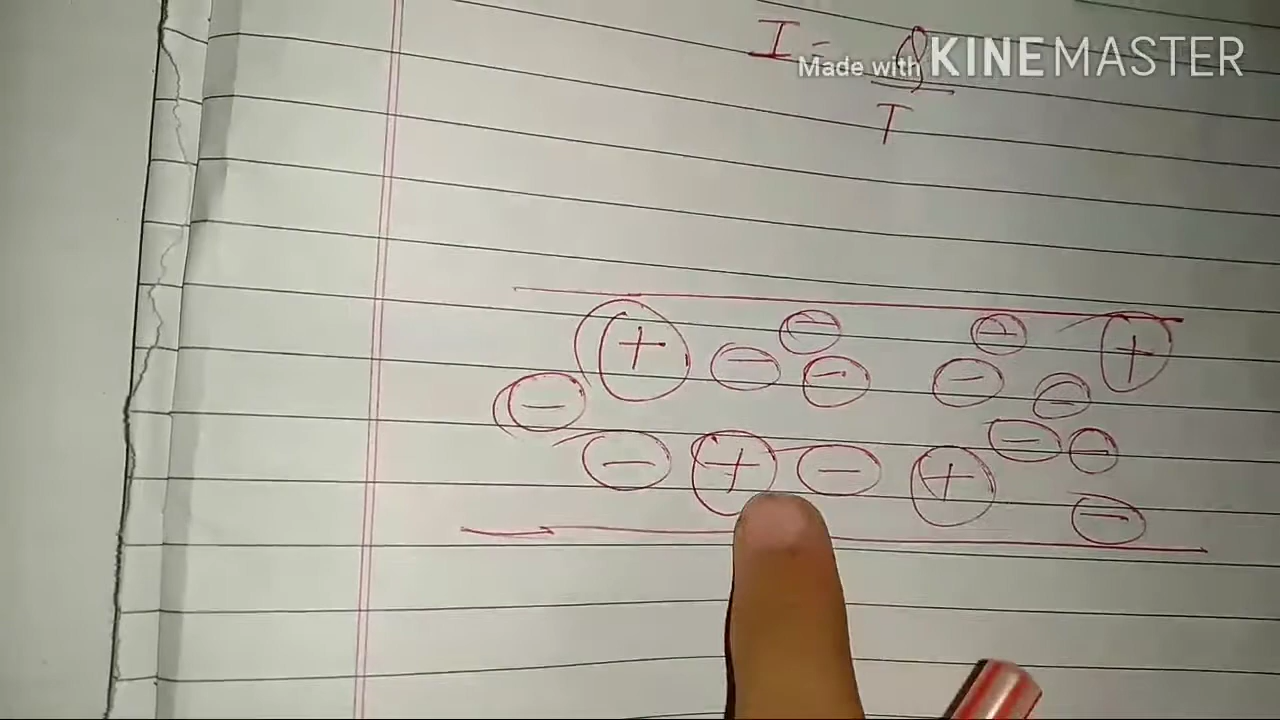 I = Q
Made with KINEMASTER
T
+ − − +
− − − −
− + − + − −
−